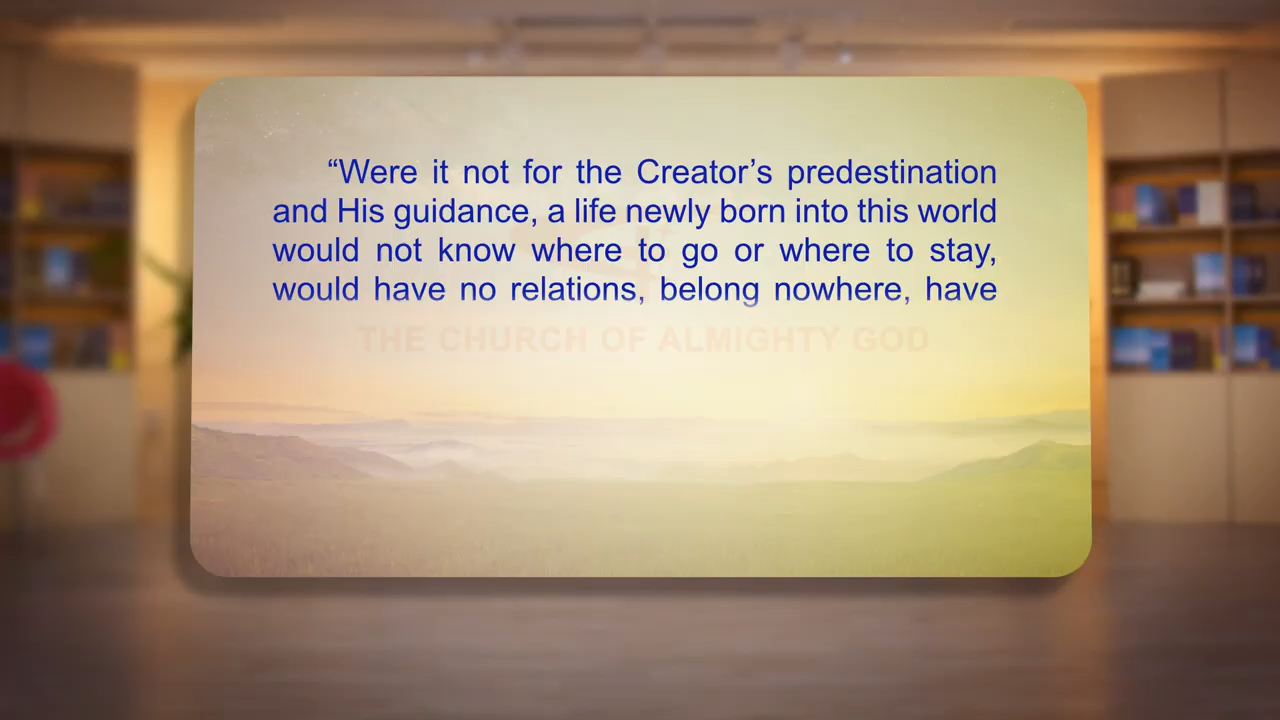 “Were it not for the Creator’s predestination
and His guidance, a life newly born into this world
would not know where to go or where to stay,
would have no relations, belong nowhere, have
THE CHURCH OF ALMIGHTY GOD